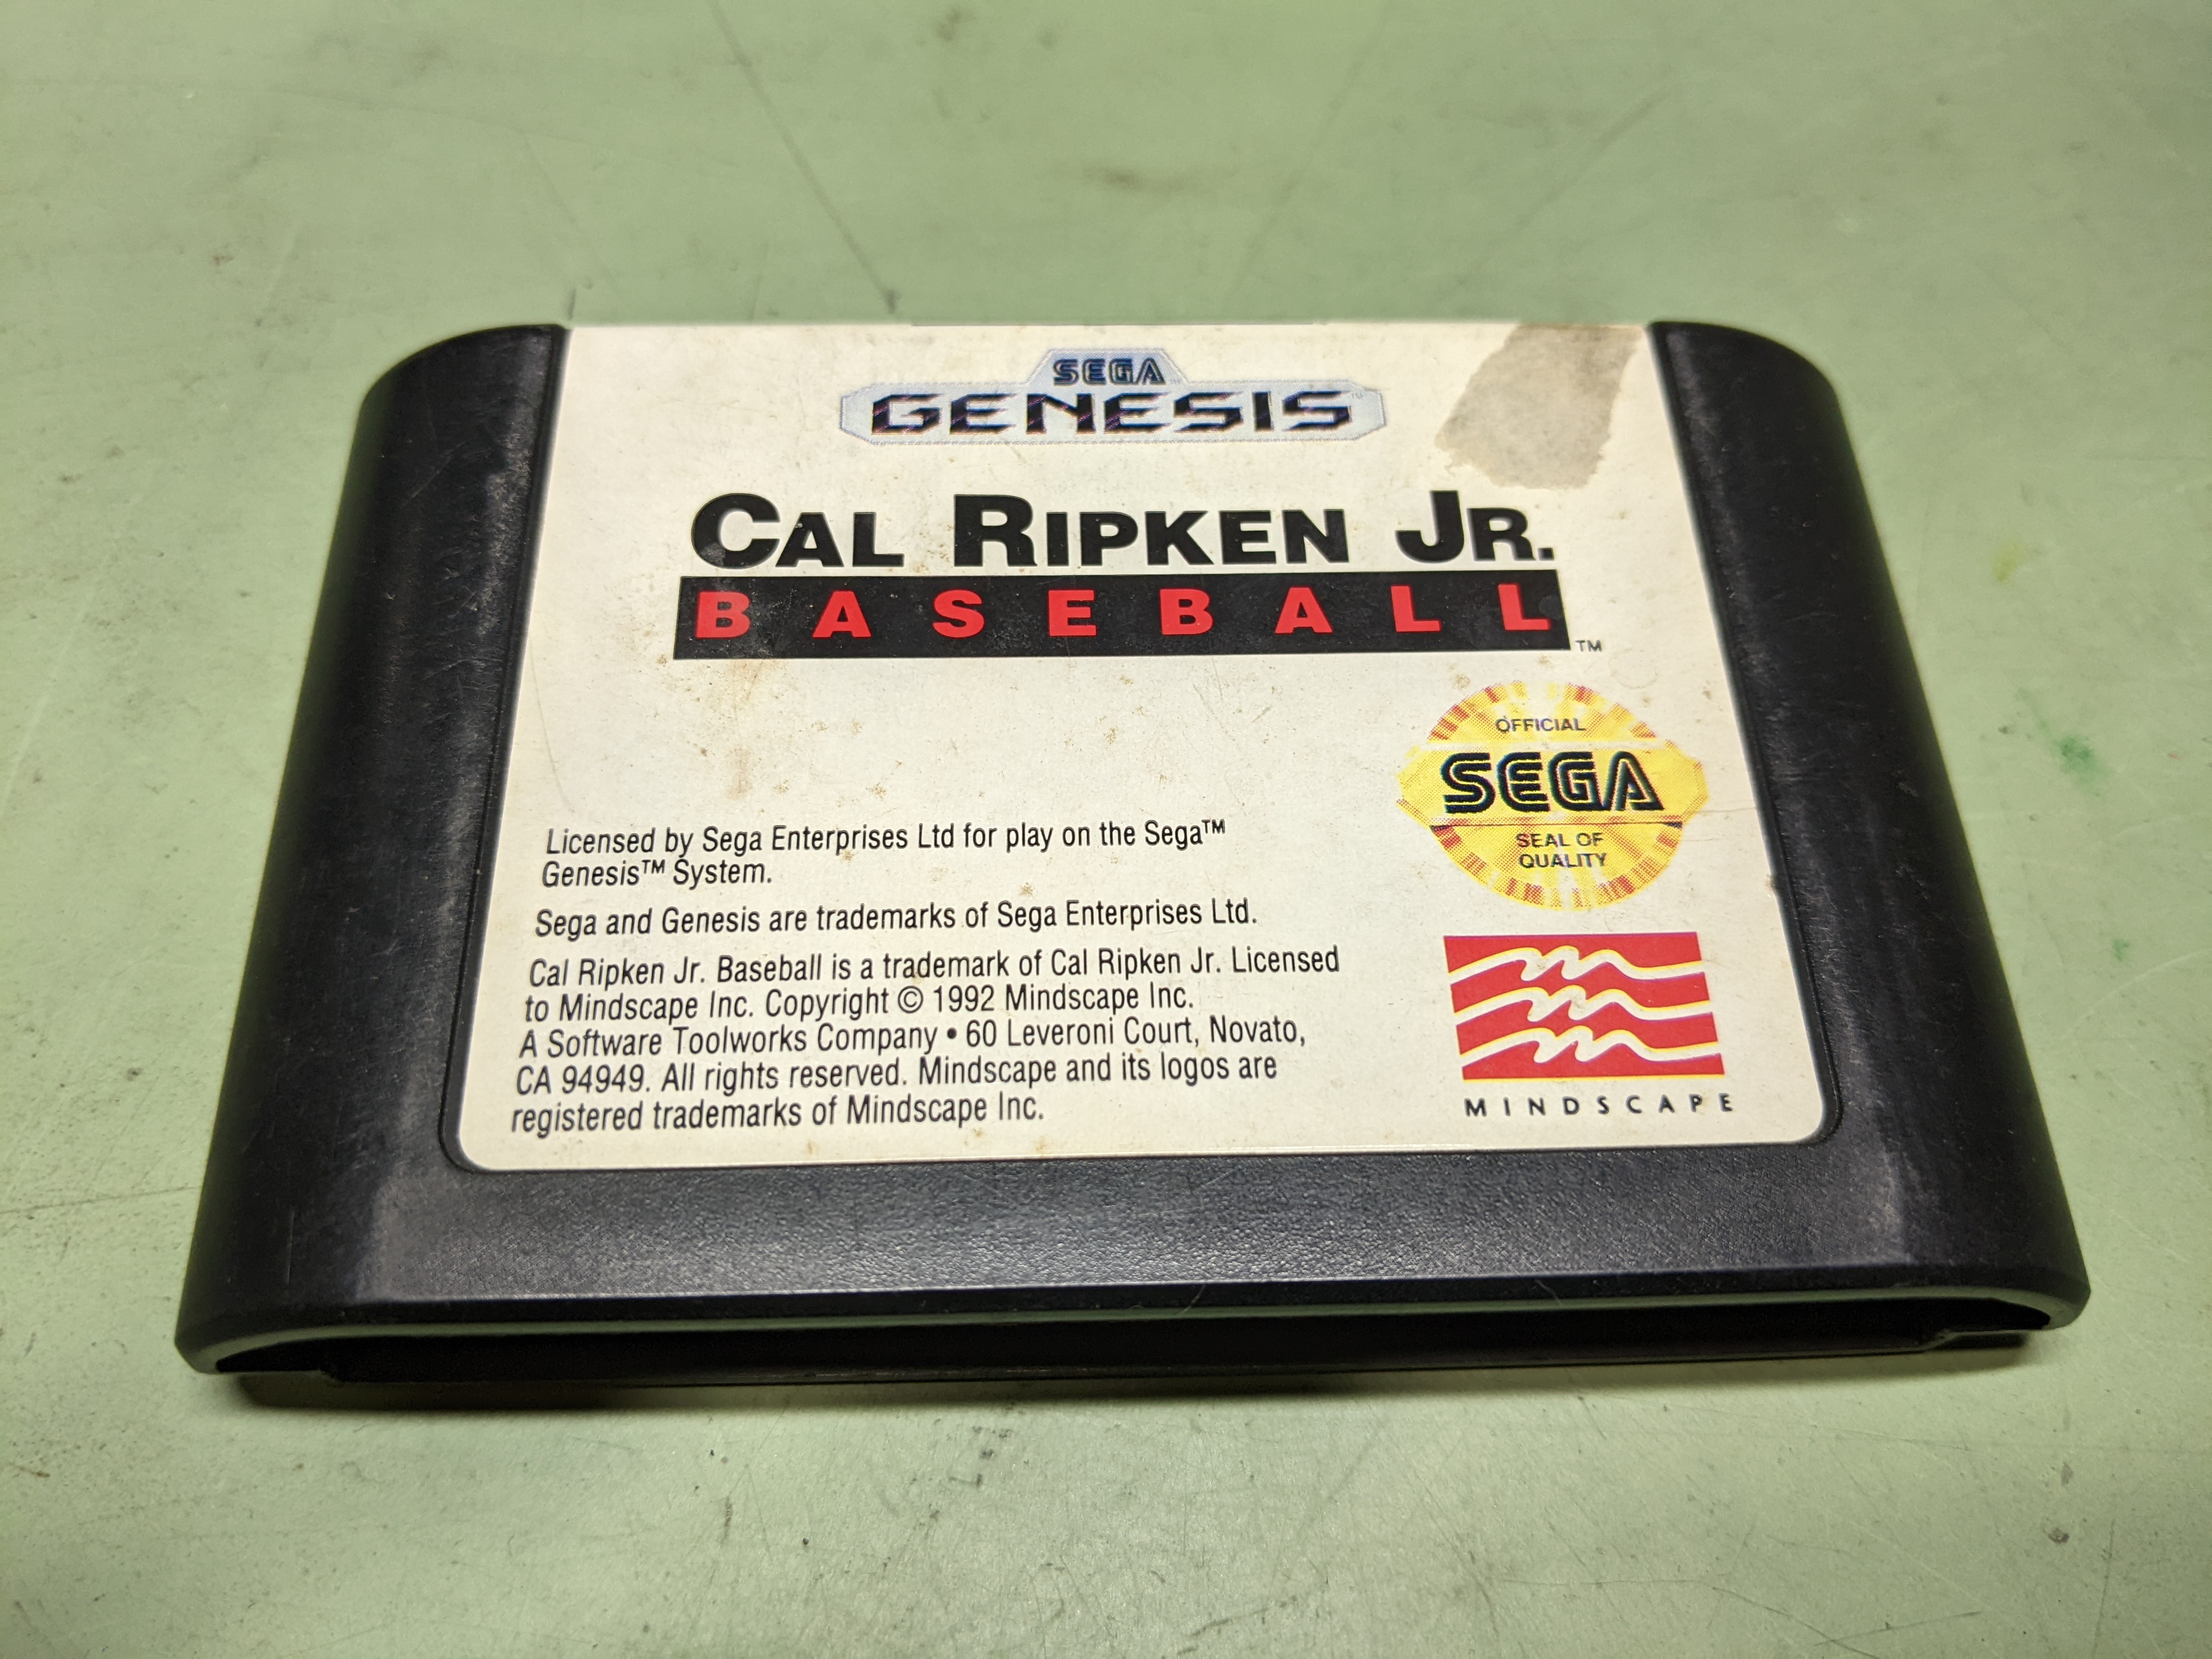 SEGA
GENESIS™
CAL RIPKEN JR.
BASEBALL™
OFFICIAL
SEGA
SEAL OF
QUALITY
Licensed by Sega Enterprises Ltd for play on the Sega™
Genesis™ System.
Sega and Genesis are trademarks of Sega Enterprises Ltd.
Cal Ripken Jr. Baseball is a trademark of Cal Ripken Jr. Licensed
to Mindscape Inc. Copyright © 1992 Mindscape Inc.
A Software Toolworks Company • 60 Leveroni Court, Novato,
CA 94949. All rights reserved. Mindscape and its logos are
registered trademarks of Mindscape Inc.
MINDSCAPE